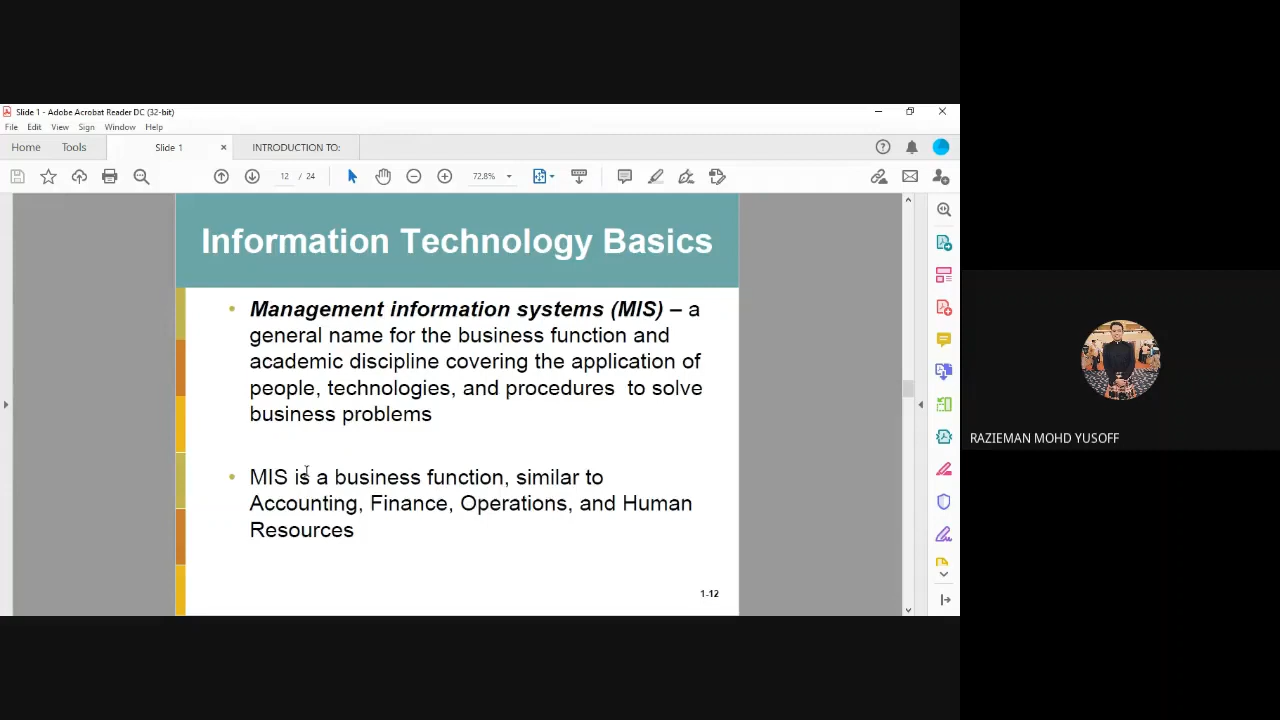 Slide 1 - Adobe Acrobat Reader DC (32-bit)
File Edit View Sign Window Help
Home Tools Slide 1 × INTRODUCTION TO:
12 / 24 72.8%
Information Technology Basics
• Management information systems (MIS) – a
general name for the business function and
academic discipline covering the application of
people, technologies, and procedures to solve
business problems
• MIS is a business function, similar to
Accounting, Finance, Operations, and Human
Resources
1-12
RAZIEMAN MOHD YUSOFF